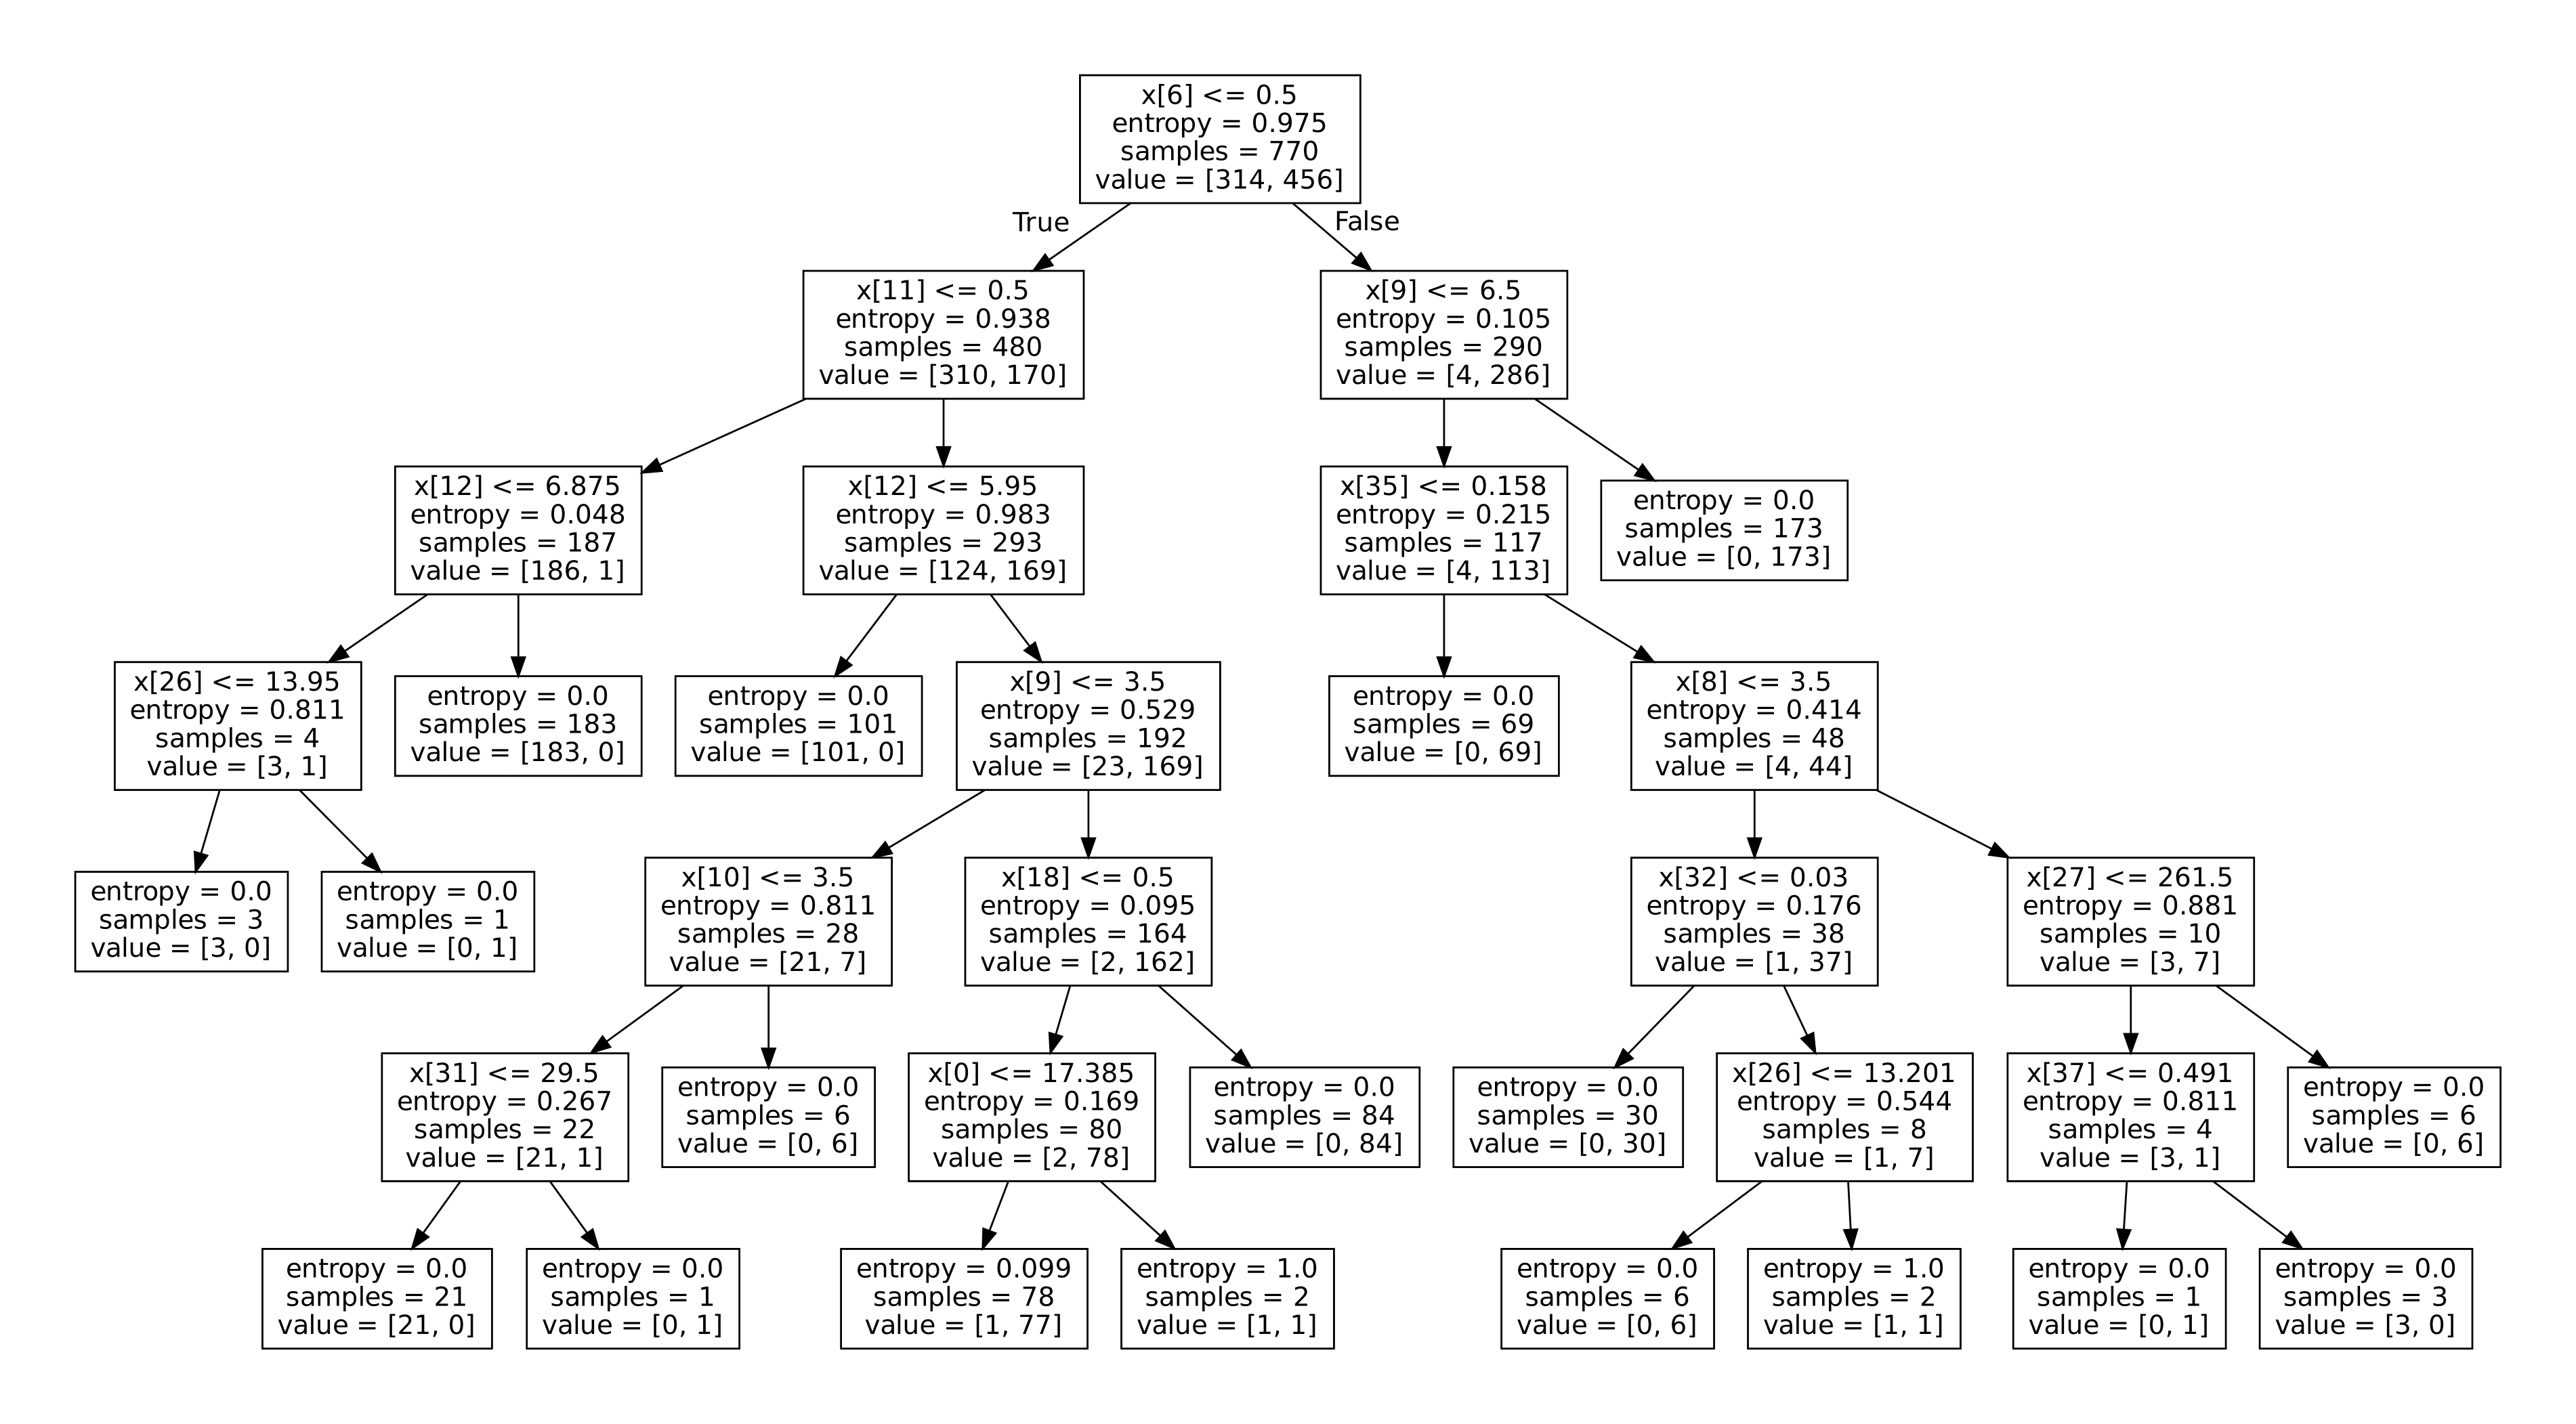 x[6] <= 0.5
entropy = 0.975
samples = 770
value = [314, 456]
True
False
x[11] <= 0.5
entropy = 0.938
samples = 480
value = [310, 170]
x[9] <= 6.5
entropy = 0.105
samples = 290
value = [4, 286]
x[12] <= 6.875
entropy = 0.048
samples = 187
value = [186, 1]
x[12] <= 5.95
entropy = 0.983
samples = 293
value = [124, 169]
x[35] <= 0.158
entropy = 0.215
samples = 117
value = [4, 113]
entropy = 0.0
samples = 173
value = [0, 173]
x[26] <= 13.95
entropy = 0.811
samples = 4
value = [3, 1]
entropy = 0.0
samples = 183
value = [183, 0]
entropy = 0.0
samples = 101
value = [101, 0]
x[9] <= 3.5
entropy = 0.529
samples = 192
value = [23, 169]
entropy = 0.0
samples = 69
value = [0, 69]
x[8] <= 3.5
entropy = 0.414
samples = 48
value = [4, 44]
entropy = 0.0
samples = 3
value = [3, 0]
entropy = 0.0
samples = 1
value = [0, 1]
x[10] <= 3.5
entropy = 0.811
samples = 28
value = [21, 7]
x[18] <= 0.5
entropy = 0.095
samples = 164
value = [2, 162]
x[32] <= 0.03
entropy = 0.176
samples = 38
value = [1, 37]
x[27] <= 261.5
entropy = 0.881
samples = 10
value = [3, 7]
x[31] <= 29.5
entropy = 0.267
samples = 22
value = [21, 1]
entropy = 0.0
samples = 6
value = [0, 6]
x[0] <= 17.385
entropy = 0.169
samples = 80
value = [2, 78]
entropy = 0.0
samples = 84
value = [0, 84]
entropy = 0.0
samples = 30
value = [0, 30]
x[26] <= 13.201
entropy = 0.544
samples = 8
value = [1, 7]
x[37] <= 0.491
entropy = 0.811
samples = 4
value = [3, 1]
entropy = 0.0
samples = 6
value = [0, 6]
entropy = 0.0
samples = 21
value = [21, 0]
entropy = 0.0
samples = 1
value = [0, 1]
entropy = 0.099
samples = 78
value = [1, 77]
entropy = 1.0
samples = 2
value = [1, 1]
entropy = 0.0
samples = 6
value = [0, 6]
entropy = 1.0
samples = 2
value = [1, 1]
entropy = 0.0
samples = 1
value = [0, 1]
entropy = 0.0
samples = 3
value = [3, 0]